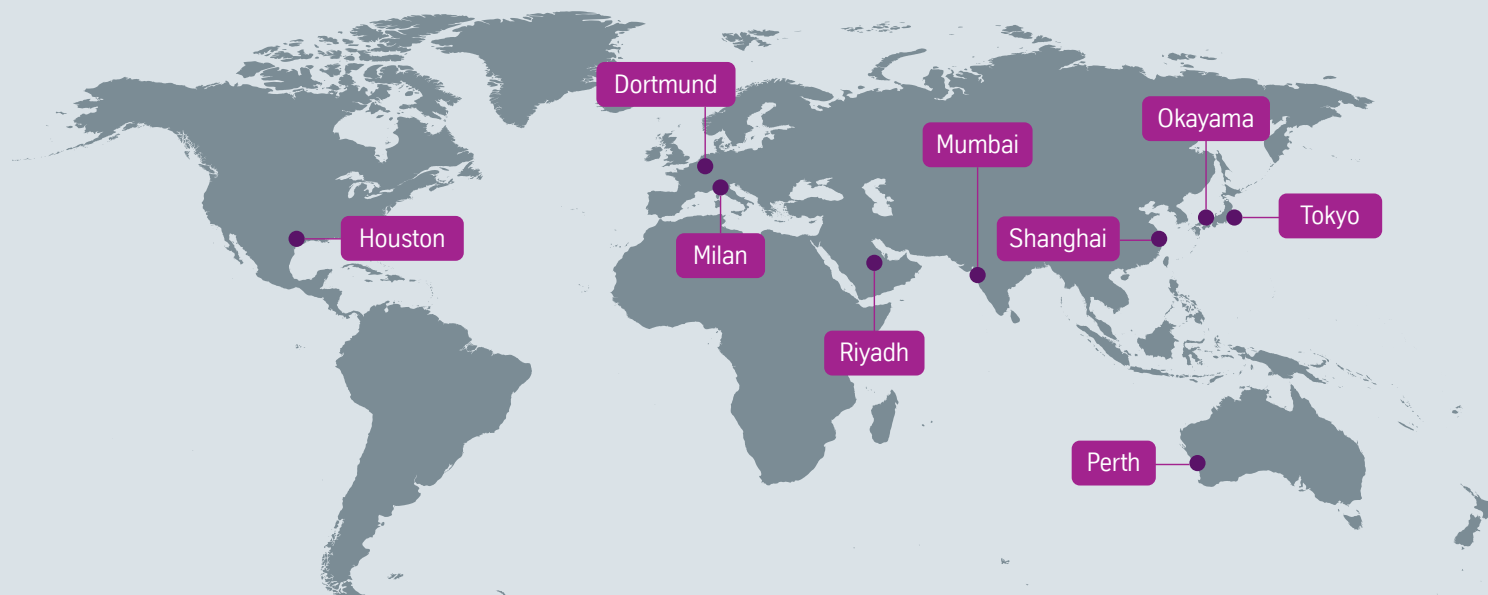 Dortmund
Okayama
Mumbai
Tokyo
Houston
Shanghai
Milan
Riyadh
Perth